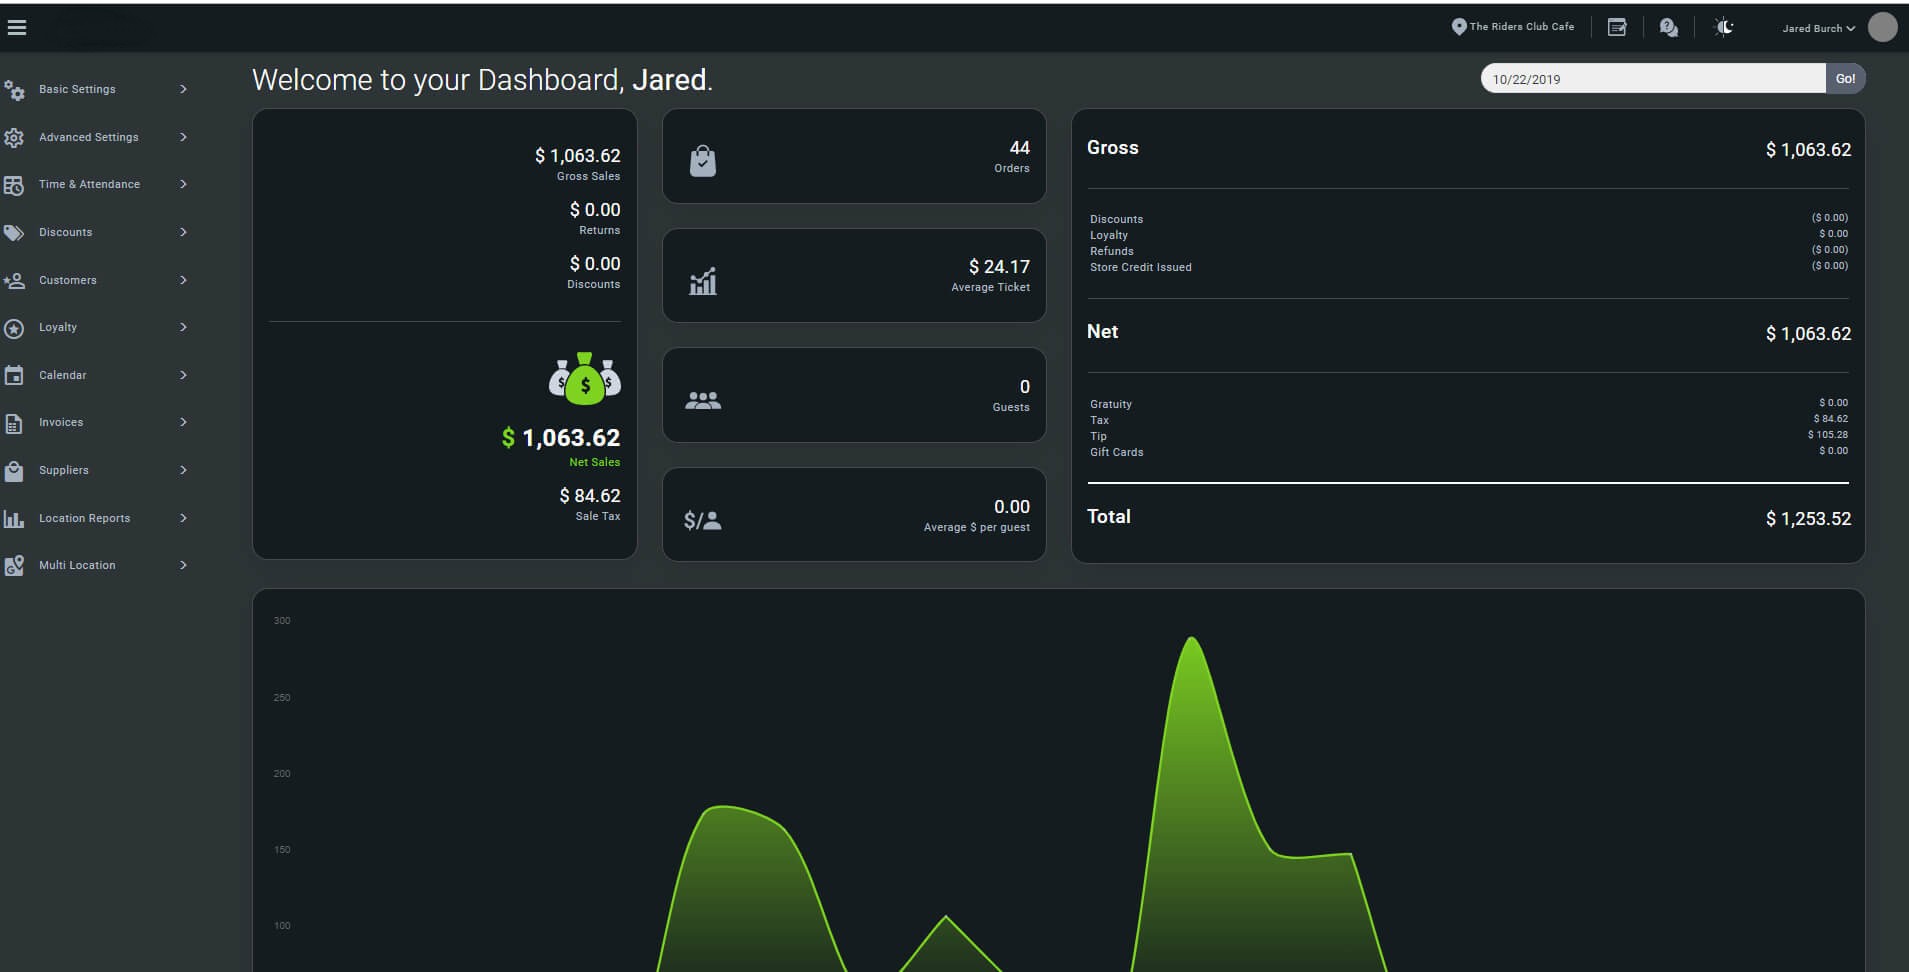 The Riders Club Cafe
Jared Burch
Basic Settings
Advanced Settings
Time & Attendance
Discounts
Customers
Loyalty
Calendar
Invoices
Suppliers
Location Reports
Multi Location
Welcome to your Dashboard, Jared.
10/22/2019 Go!
$ 1,063.62
Gross Sales
$ 0.00
Returns
$ 0.00
Discounts
$ $ $
$ 1,063.62
Net Sales
$ 84.62
Sale Tax
44
Orders
$ 24.17
Average Ticket
0
Guests
$/
0.00
Average $ per guest
Gross $ 1,063.62
Discounts ($ 0.00)
Loyalty $ 0.00
Refunds ($ 0.00)
Store Credit Issued ($ 0.00)
Net $ 1,063.62
Gratuity $ 0.00
Tax $ 84.62
Tip $ 105.28
Gift Cards $ 0.00
Total $ 1,253.52
300
250
200
150
100